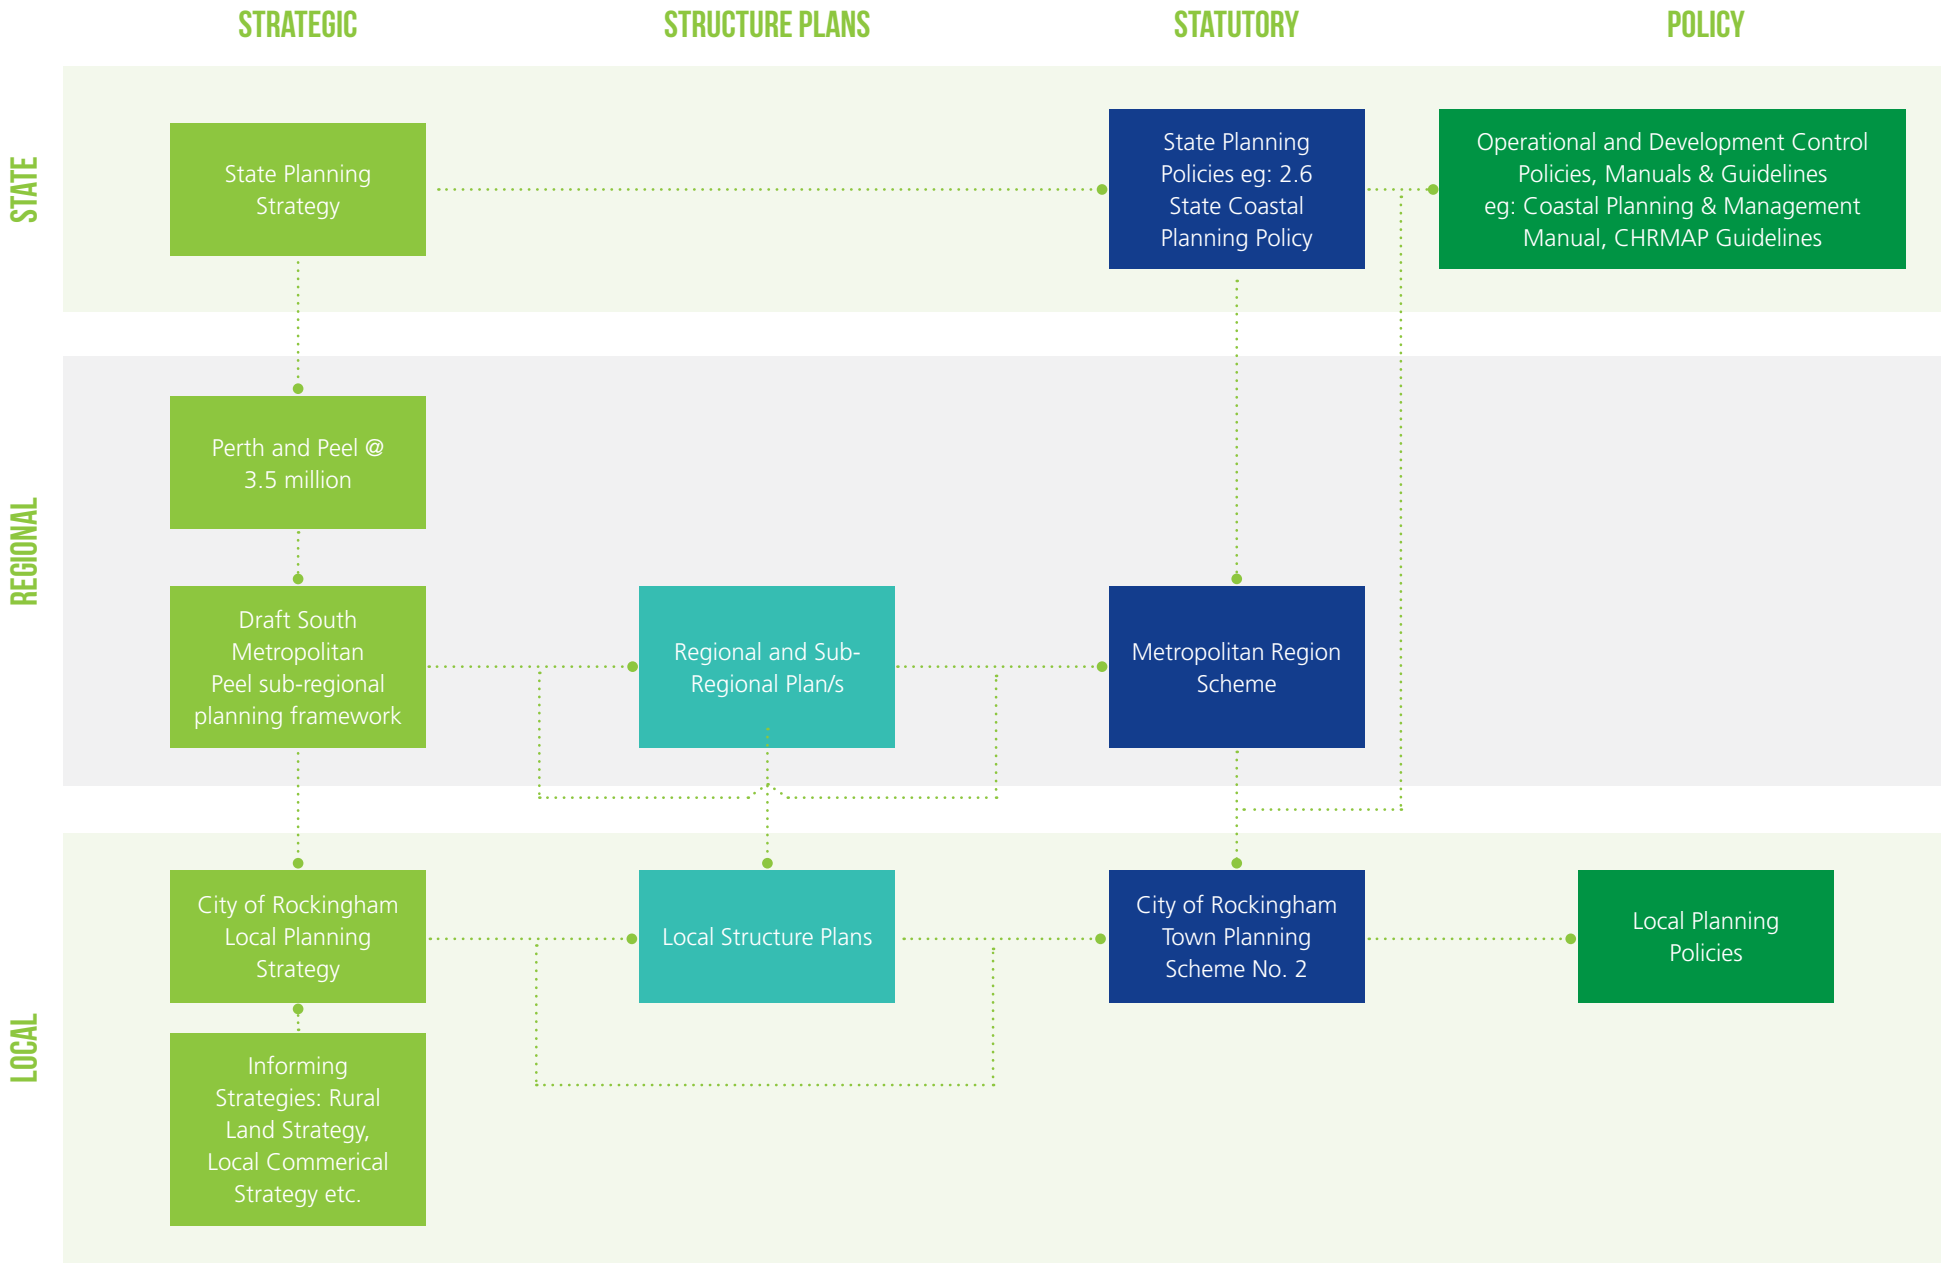 STRATEGIC
STRUCTURE PLANS
STATUTORY
POLICY
STATE
State Planning
Strategy
State Planning
Policies eg: 2.6
State Coastal
Planning Policy
Operational and Development Control
Policies, Manuals & Guidelines
eg: Coastal Planning & Management
Manual, CHRMAP Guidelines
REGIONAL
Perth and Peel @
3.5 million
Draft South
Metropolitan
Peel sub-regional
planning framework
Regional and Sub-
Regional Plan/s
Metropolitan Region
Scheme
LOCAL
City of Rockingham
Local Planning
Strategy
Local Structure Plans
City of Rockingham
Town Planning
Scheme No. 2
Local Planning
Policies
Informing
Strategies: Rural
Land Strategy,
Local Commerical
Strategy etc.